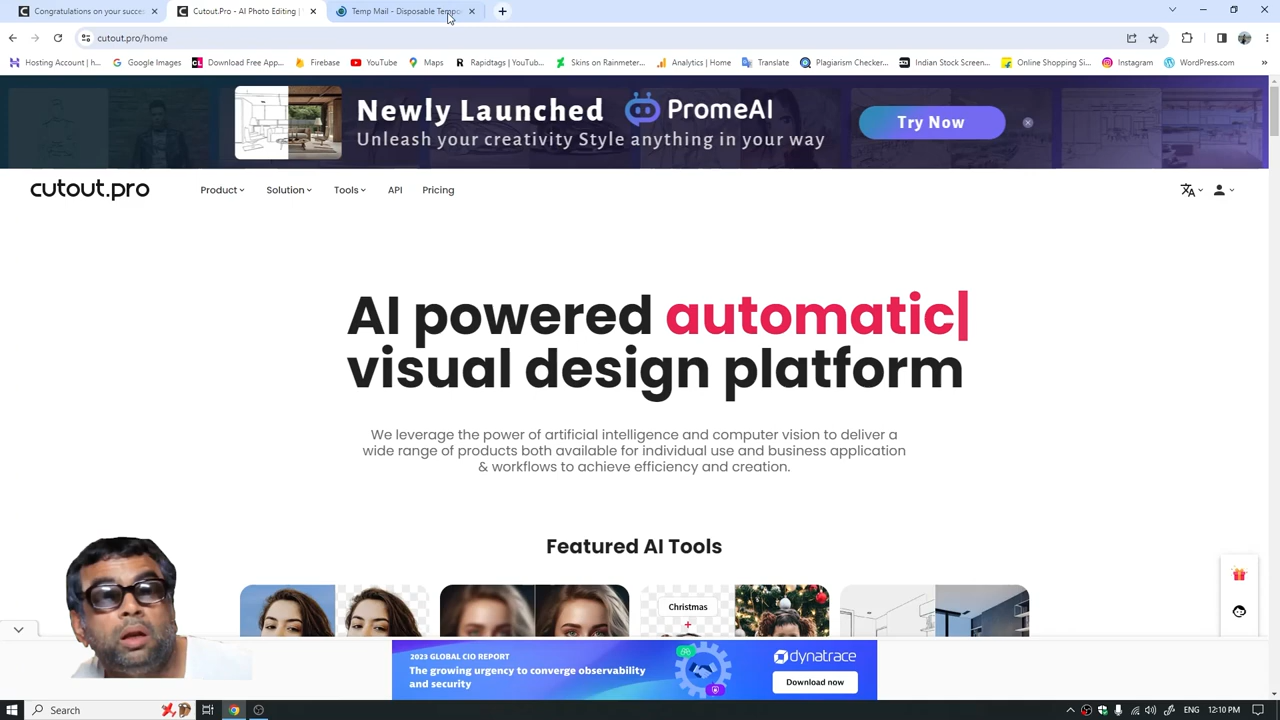 Congratulations on your succes
Cutout.Pro - AI Photo Editing |
Temp Mail - Disposable Tempo
cutout.pro/home
Hosting Account | h...
Google Images
Download Free App...
Firebase
YouTube
Maps
Rapidtags | YouTub...
Skins on Rainmeter...
Analytics | Home
Translate
Plagiarism Checker...
Indian Stock Screen...
Online Shopping Si...
Instagram
WordPress.com
Newly Launched PromeAI
Unleash your creativity Style anything in your way
Try Now
cutout.pro
Product
Solution
Tools
API
Pricing
AI powered automatic|
visual design platform
We leverage the power of artificial intelligence and computer vision to deliver a
wide range of products both available for individual use and business application
& workflows to achieve efficiency and creation.
Featured AI Tools
Christmas
+
2023 GLOBAL CIO REPORT
The growing urgency to converge observability
and security
dynatrace
Download now
Search
ENG
12:10 PM